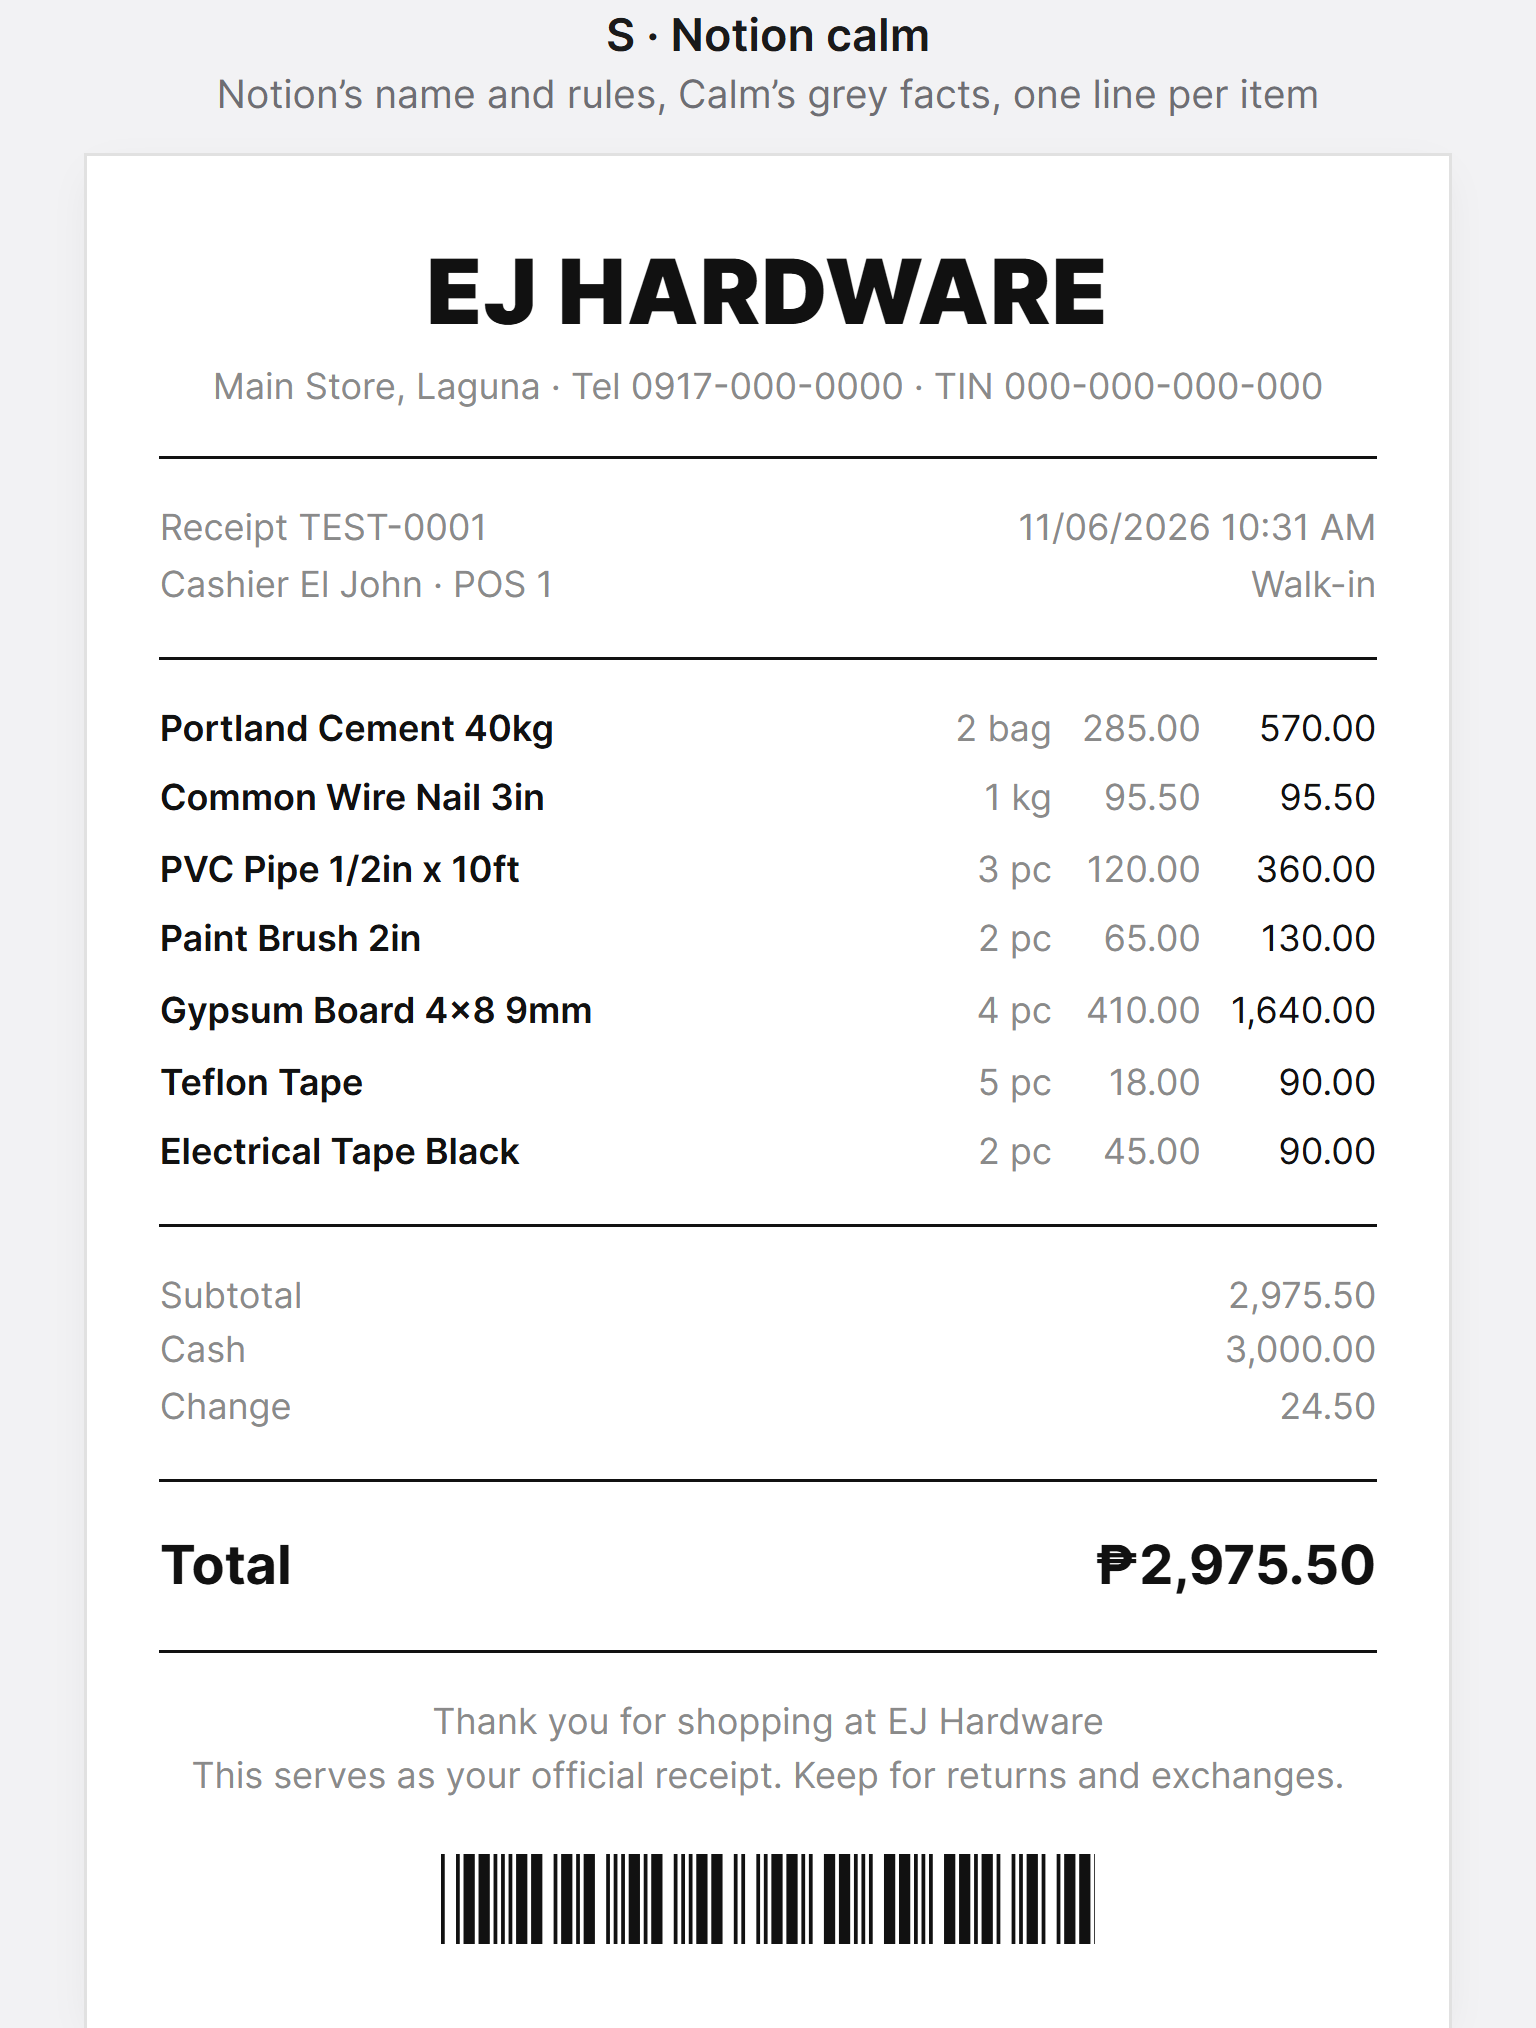 S · Notion calm
Notion’s name and rules, Calm’s grey facts, one line per item
EJ HARDWARE
Main Store, Laguna · Tel 0917-000-0000 · TIN 000-000-000-000
Receipt TEST-0001 11/06/2026 10:31 AM
Cashier El John · POS 1 Walk-in
Portland Cement 40kg 2 bag 285.00 570.00
Common Wire Nail 3in 1 kg 95.50 95.50
PVC Pipe 1/2in x 10ft 3 pc 120.00 360.00
Paint Brush 2in 2 pc 65.00 130.00
Gypsum Board 4×8 9mm 4 pc 410.00 1,640.00
Teflon Tape 5 pc 18.00 90.00
Electrical Tape Black 2 pc 45.00 90.00
Subtotal 2,975.50
Cash 3,000.00
Change 24.50
Total ₱2,975.50
Thank you for shopping at EJ Hardware
This serves as your official receipt. Keep for returns and exchanges.